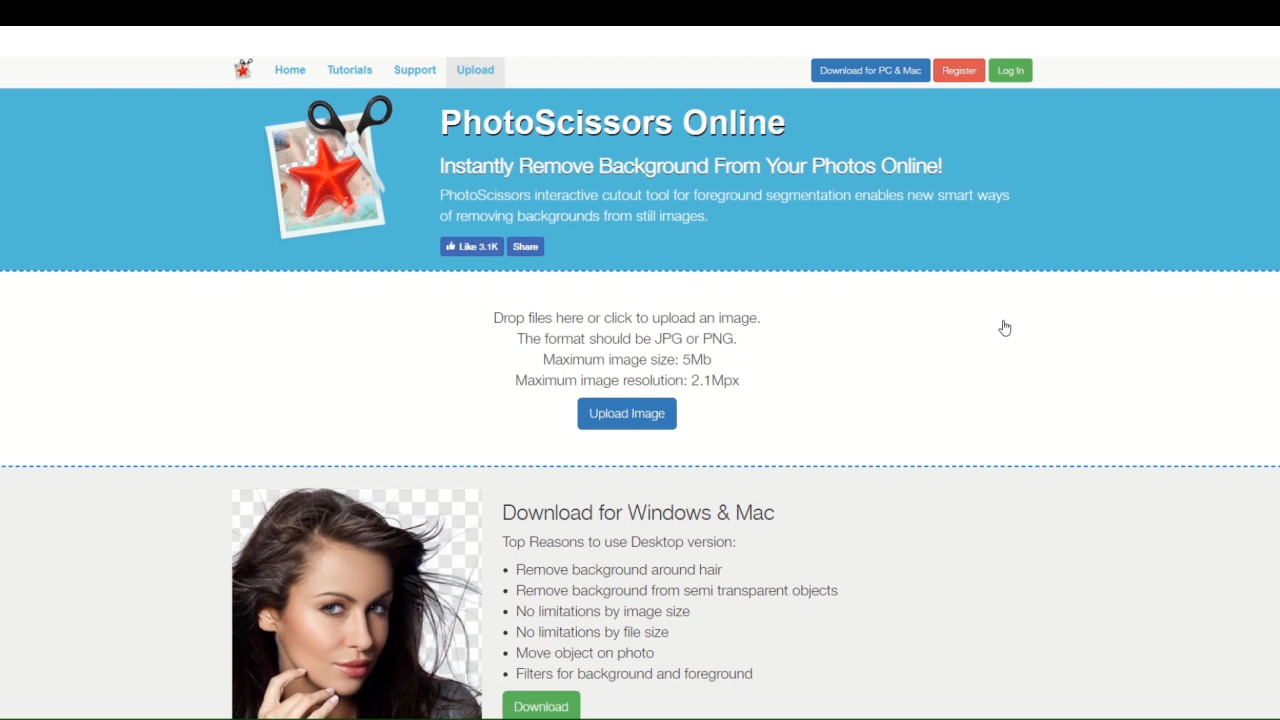 Home Tutorials Support Upload Download for PC & Mac Register Log In
PhotoScissors Online
Instantly Remove Background From Your Photos Online!
PhotoScissors interactive cutout tool for foreground segmentation enables new smart ways
of removing backgrounds from still images.
Like 3.1K Share
Drop files here or click to upload an image.
The format should be JPG or PNG.
Maximum image size: 5Mb
Maximum image resolution: 2.1Mpx
Upload Image
Download for Windows & Mac
Top Reasons to use Desktop version:
• Remove background around hair
• Remove background from semi transparent objects
• No limitations by image size
• No limitations by file size
• Move object on photo
• Filters for background and foreground
Download